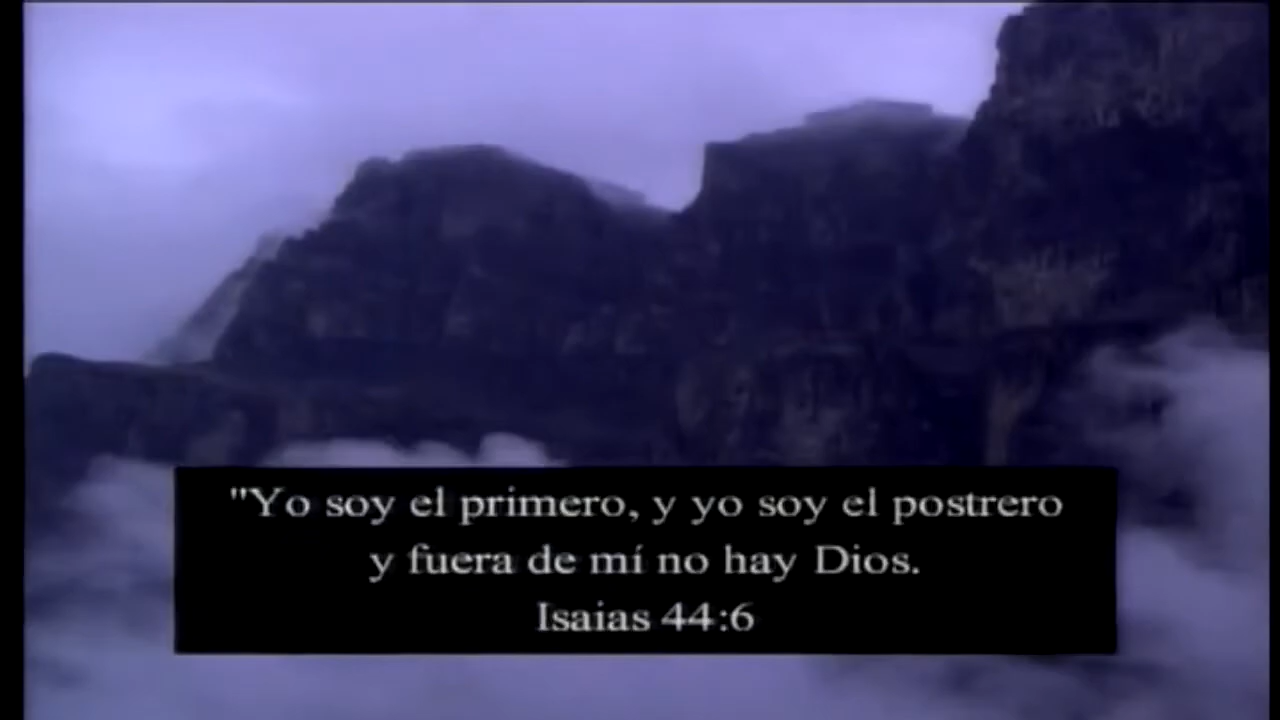 "Yo soy el primero, y yo soy el postrero
y fuera de mí no hay Dios.
Isaias 44:6